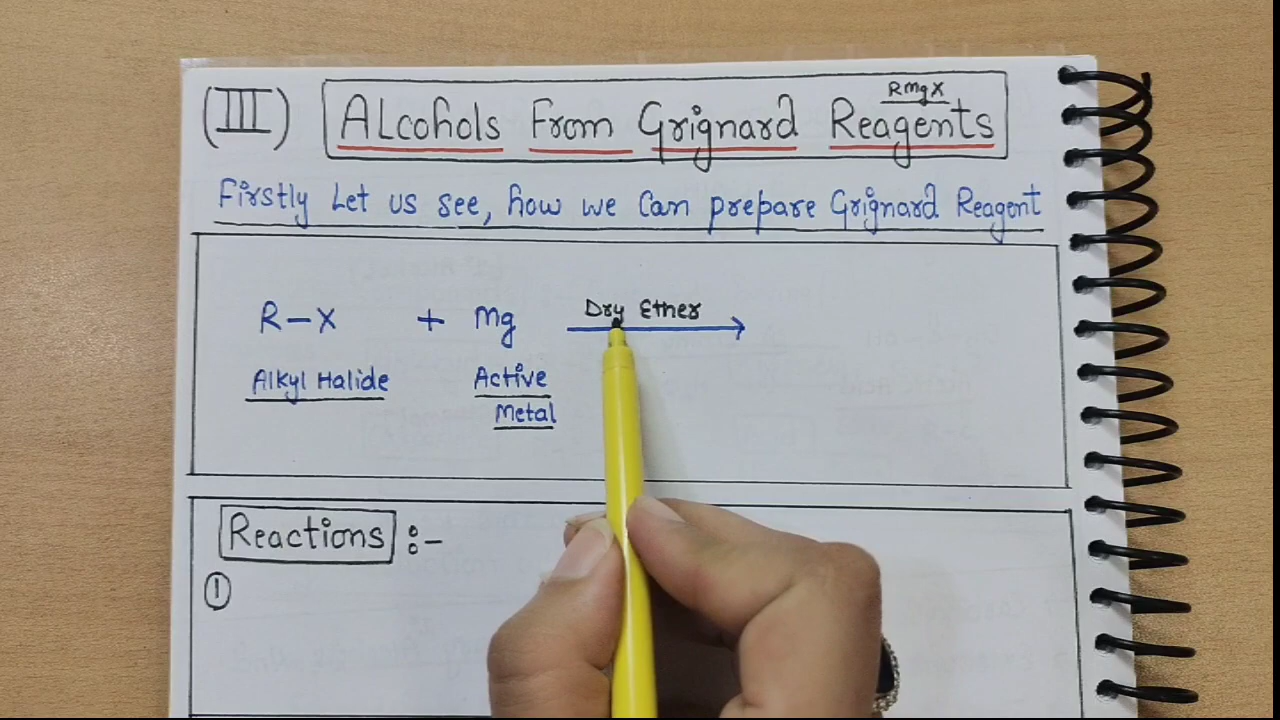 (III) Alcohols From Grignard Reagents
RMgX
Firstly Let us see, how we can prepare Grignard Reagent
R-X + Mg Dry Ether
Alkyl Halide Active
Metal
Reactions :-
1